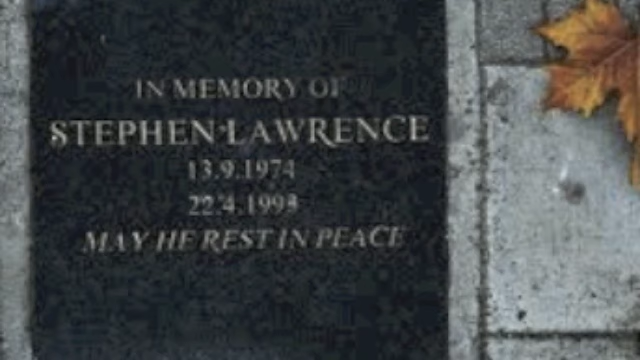 IN MEMORY OF
STEPHEN LAWRENCE
13.9.1974
22.4.1993
MAY HE REST IN PEACE